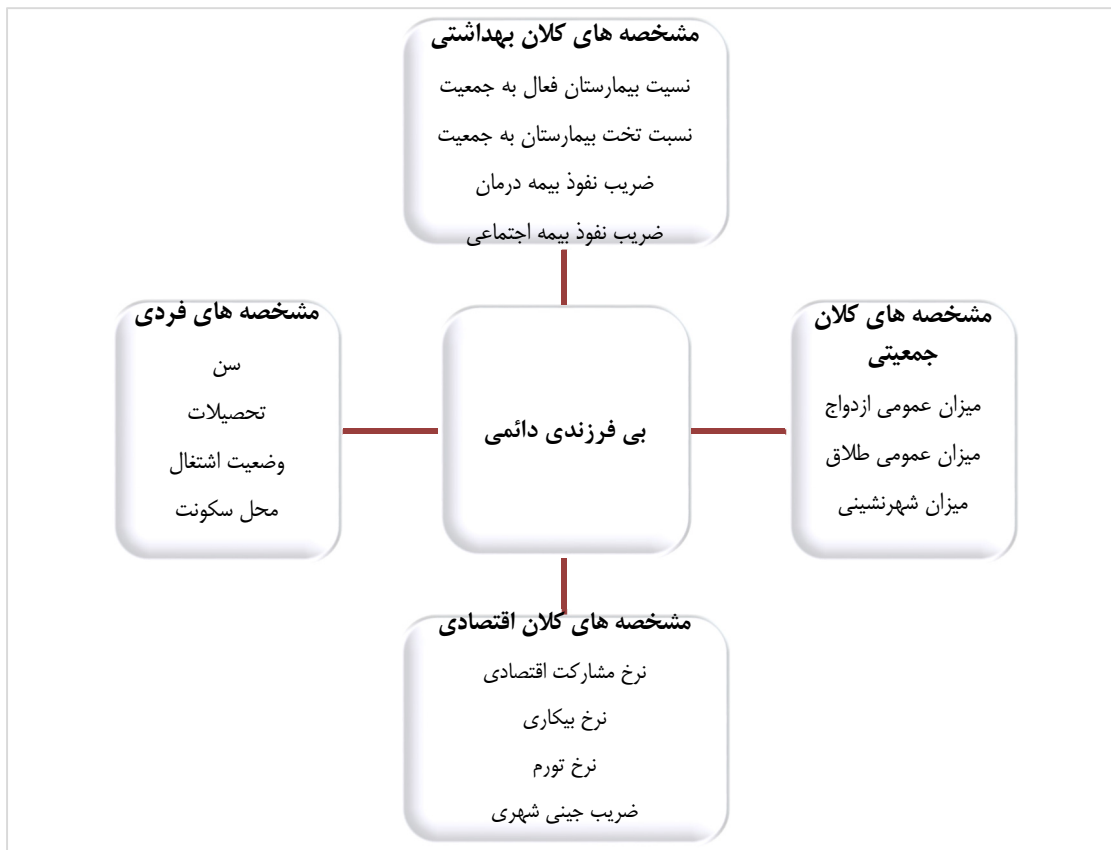 مشخصه های کلان بهداشتی
نسیت بیمارستان فعال به جمعیت
نسبت تخت بیمارستان به جمعیت
ضریب نفوذ بیمه درمان
ضریب نفوذ بیمه اجتماعی
مشخصه های کلان
جمعیتی
میزان عمومی ازدواج
میزان عمومی طلاق
میزان شهرنشینی
بی فرزندی دائمی
مشخصه های فردی
سن
تحصیلات
وضعیت اشتغال
محل سکونت
مشخصه های کلان اقتصادی
نرخ مشارکت اقتصادی
نرخ بیکاری
نرخ تورم
ضریب جینی شهری